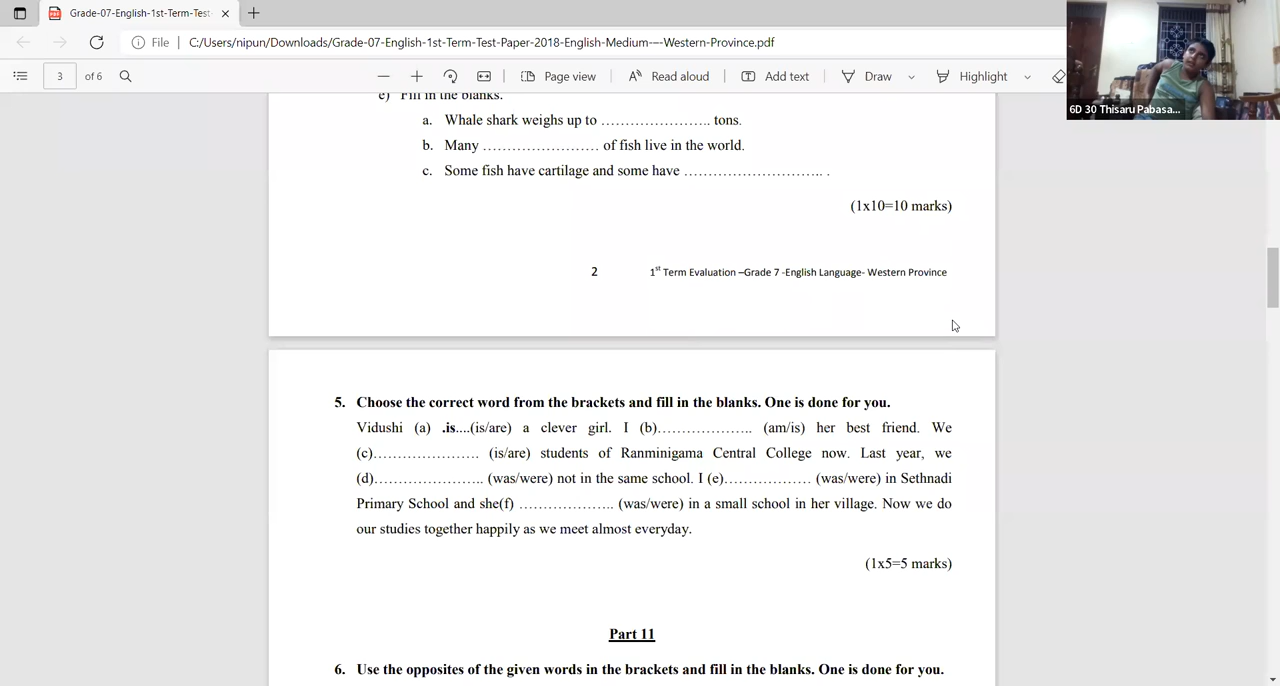 Grade-07-English-1st-Term-Test
File | C:/Users/nipun/Downloads/Grade-07-English-1st-Term-Test-Paper-2018-English-Medium-–-Western-Province.pdf
3 of 6 Page view Read aloud Add text Draw Highlight
6D 30 Thisaru Pabasa...
e) Fill in the blanks.
a. Whale shark weighs up to ………………….. tons.
b. Many …………………. of fish live in the world.
c. Some fish have cartilage and some have ……………………….. .
(1x10=10 marks)
2 1st Term Evaluation –Grade 7 -English Language- Western Province
5. Choose the correct word from the brackets and fill in the blanks. One is done for you.
Vidushi (a) .is....(is/are) a clever girl. I (b)……………….. (am/is) her best friend. We
(c)………………… (is/are) students of Ranminigama Central College now. Last year, we
(d)………………….. (was/were) not in the same school. I (e)……………… (was/were) in Sethnadi
Primary School and she(f) ……………….. (was/were) in a small school in her village. Now we do
our studies together happily as we meet almost everyday.
(1x5=5 marks)
Part 11
6. Use the opposites of the given words in the brackets and fill in the blanks. One is done for you.